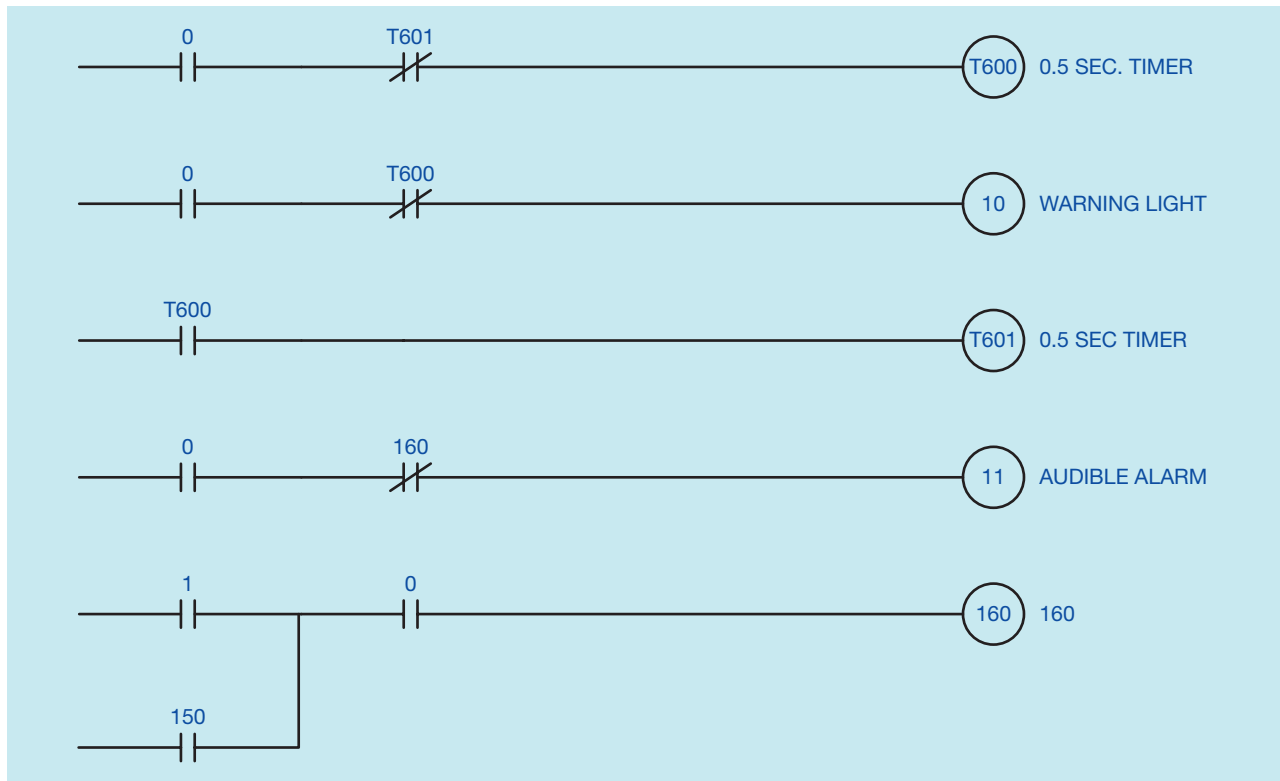 0 T601
T600 0.5 SEC. TIMER
0 T600
10 WARNING LIGHT
T600
T601 0.5 SEC TIMER
0 160
11 AUDIBLE ALARM
1 0
160 160
150